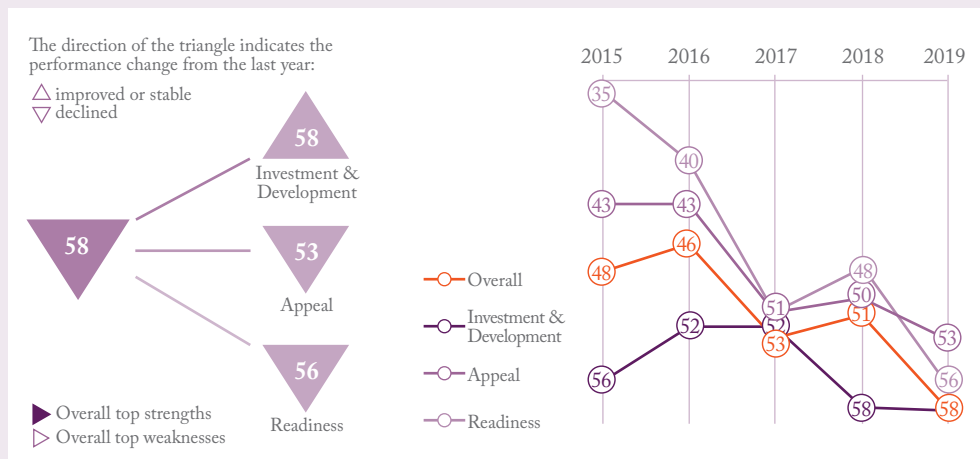 The direction of the triangle indicates the
performance change from the last year:
improved or stable
declined
58
58
Investment &
Development
53
Appeal
56
Readiness
Overall top strengths
Overall top weaknesses
2015 2016 2017 2018 2019
35
40
43 43
48 46
56 52
51
52
53
48
50
51
58
53
56
58
Overall
Investment &
Development
Appeal
Readiness